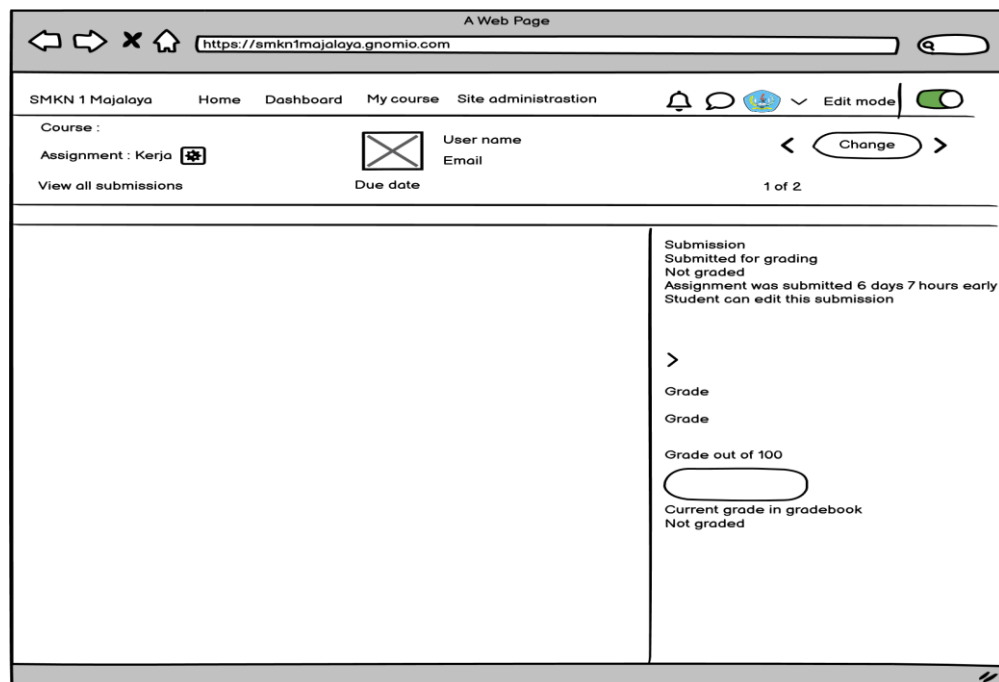 A Web Page
https://smkn1majalaya.gnomio.com
SMKN 1 Majalaya Home Dashboard My course Site administrastion Edit mode
Course :
Assignment : Kerja
View all submissions
User name
Email
Due date
Change
1 of 2
Submission
Submitted for grading
Not graded
Assignment was submitted 6 days 7 hours early
Student can edit this submission
Grade
Grade
Grade out of 100
Current grade in gradebook
Not graded